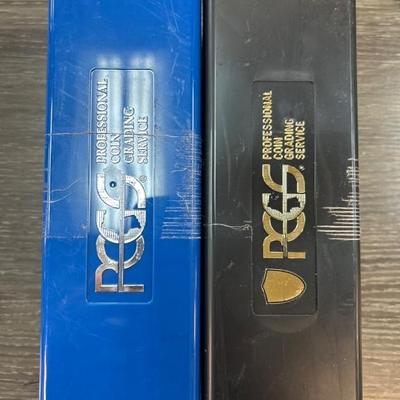 PCGS®
PROFESSIONAL
COIN
GRADING
SERVICE
PCGS®
PROFESSIONAL
COIN
GRADING
SERVICE